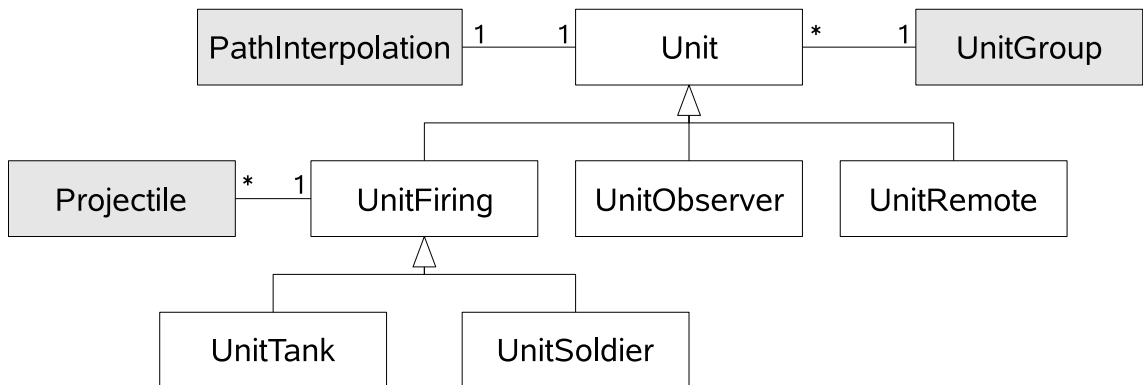 PathInterpolation 1 1 Unit * 1 UnitGroup
Projectile * 1 UnitFiring UnitObserver UnitRemote
UnitTank UnitSoldier